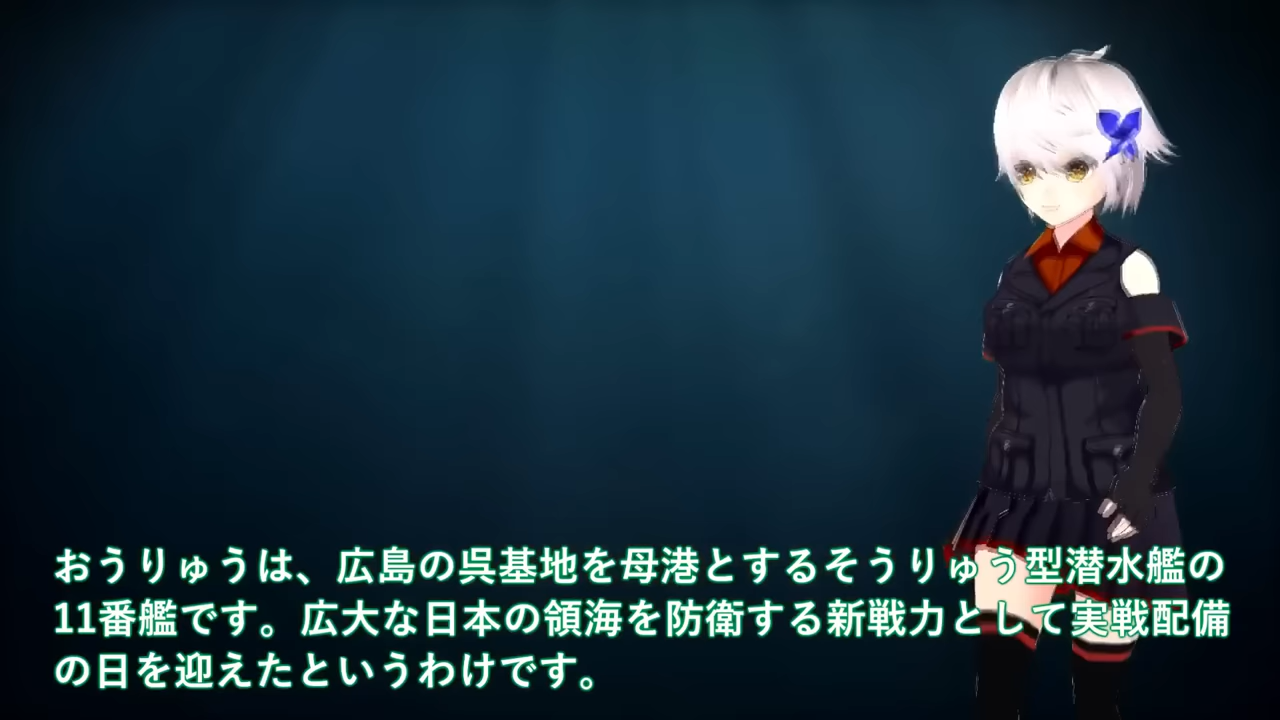 おうりゅうは、広島の呉基地を母港とするそうりゅう型潜水艦の
11番艦です。広大な日本の領海を防衛する新戦力として実戦配備
の日を迎えたというわけです。